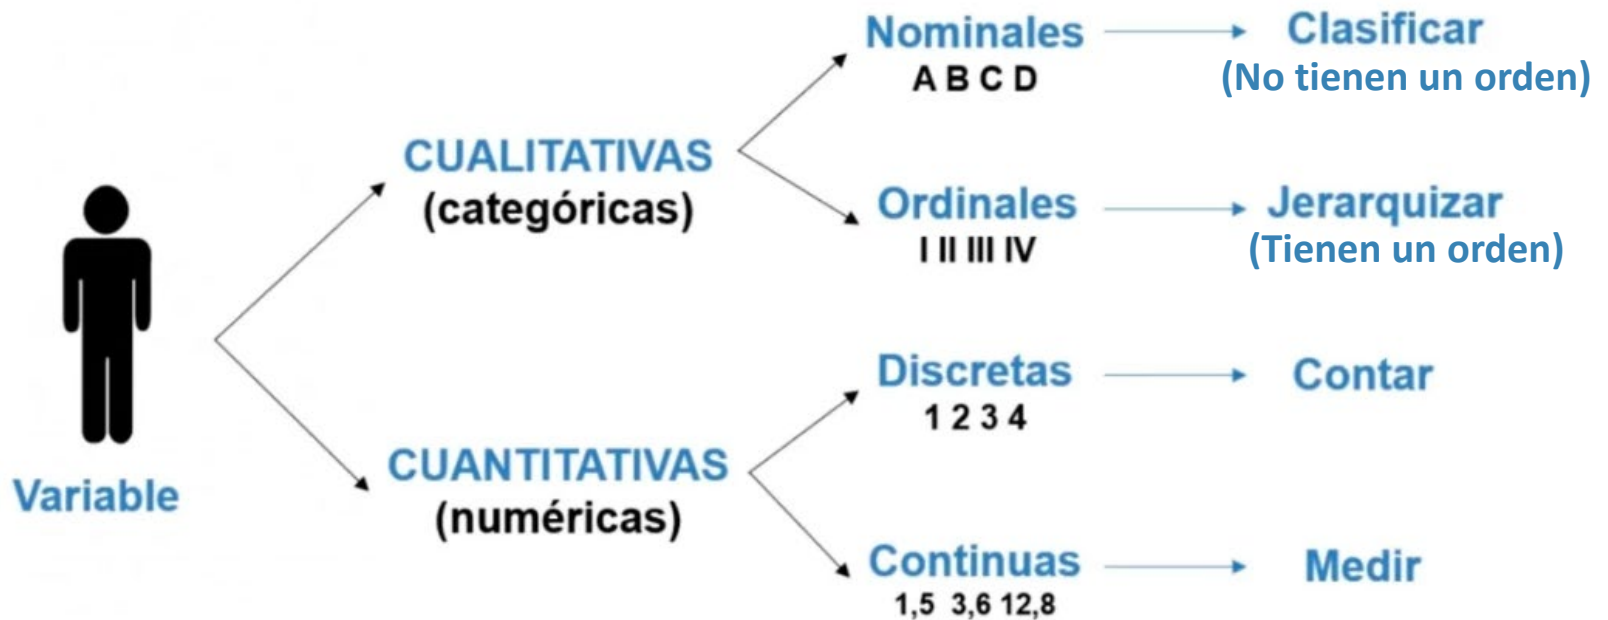 Variable
CUALITATIVAS
(categóricas)
Nominales
A B C D
Clasificar
(No tienen un orden)
Ordinales
I II III IV
Jerarquizar
(Tienen un orden)
CUANTITATIVAS
(numéricas)
Discretas
1 2 3 4
Contar
Continuas
1,5 3,6 12,8
Medir